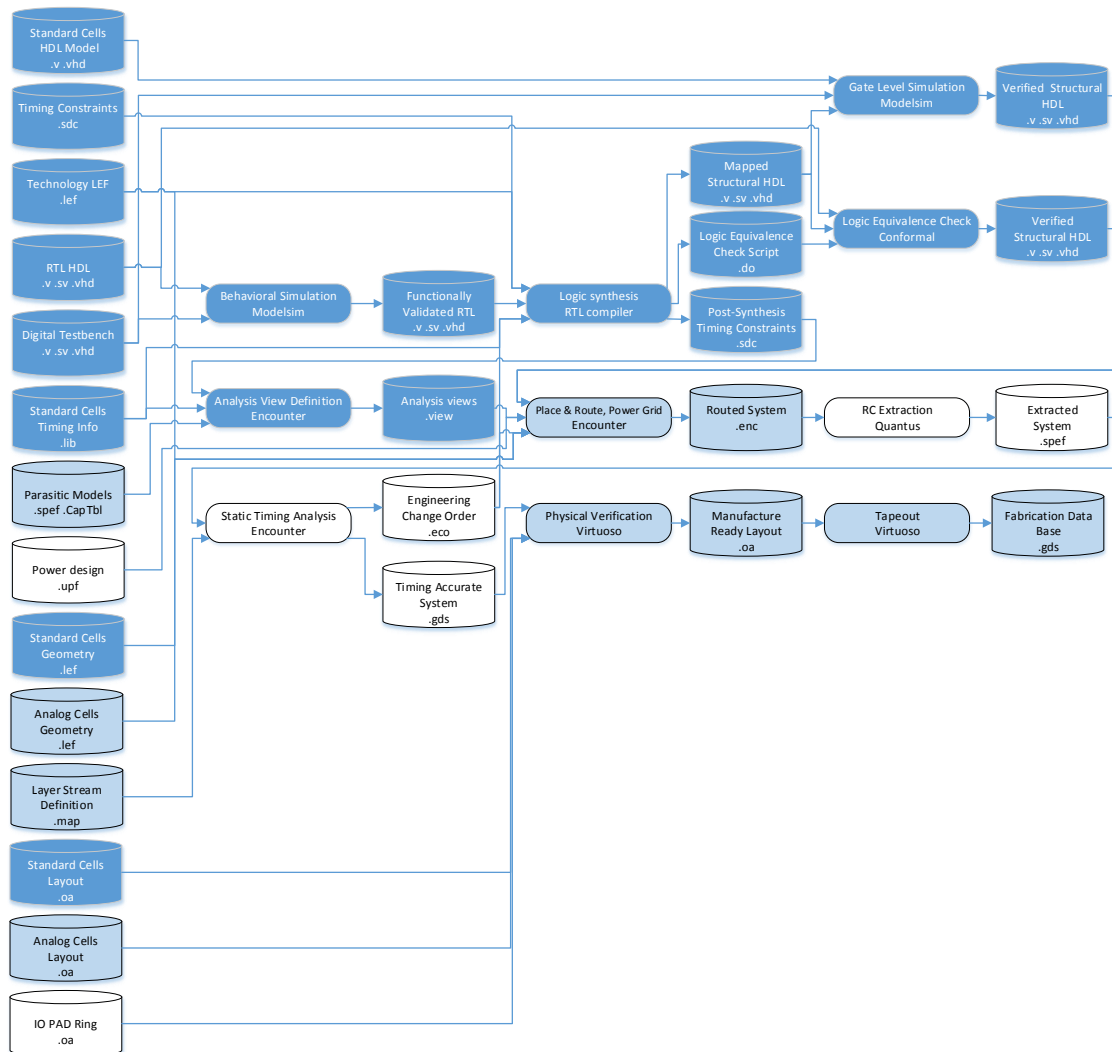 Standard Cells
HDL Model
.v .vhd
Timing Constraints
.sdc
Technology LEF
.lef
RTL HDL
.v .sv .vhd
Digital Testbench
.v .sv .vhd
Standard Cells
Timing Info
.lib
Parasitic Models
.spef .CapTbl
Power design
.upf
Standard Cells
Geometry
.lef
Analog Cells
Geometry
.lef
Layer Stream
Definition
.map
Standard Cells
Layout
.oa
Analog Cells
Layout
.oa
IO PAD Ring
.oa
Behavioral Simulation
Modelsim
Functionally
Validated RTL
.v .sv .vhd
Logic synthesis
RTL compiler
Mapped
Structural HDL
.v .sv .vhd
Logic Equivalence
Check Script
.do
Post-Synthesis
Timing Constraints
.sdc
Gate Level Simulation
Modelsim
Verified Structural
HDL
.v .sv .vhd
Logic Equivalence Check
Conformal
Verified
Structural HDL
.v .sv .vhd
Analysis View Definition
Encounter
Analysis views
.view
Place & Route, Power Grid
Encounter
Routed System
.enc
RC Extraction
Quantus
Extracted
System
.spef
Static Timing Analysis
Encounter
Engineering
Change Order
.eco
Timing Accurate
System
.gds
Physical Verification
Virtuoso
Manufacture
Ready Layout
.oa
Tapeout
Virtuoso
Fabrication Data
Base
.gds